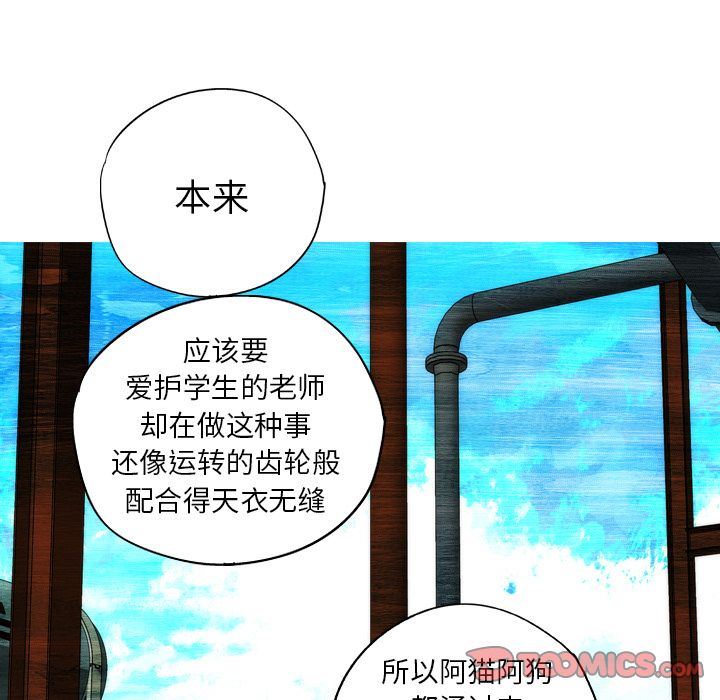 本来
应该要
爱护学生的老师
却在做这种事
还像运转的齿轮般
配合得天衣无缝
所以阿猫阿狗
TOOMICS.COM